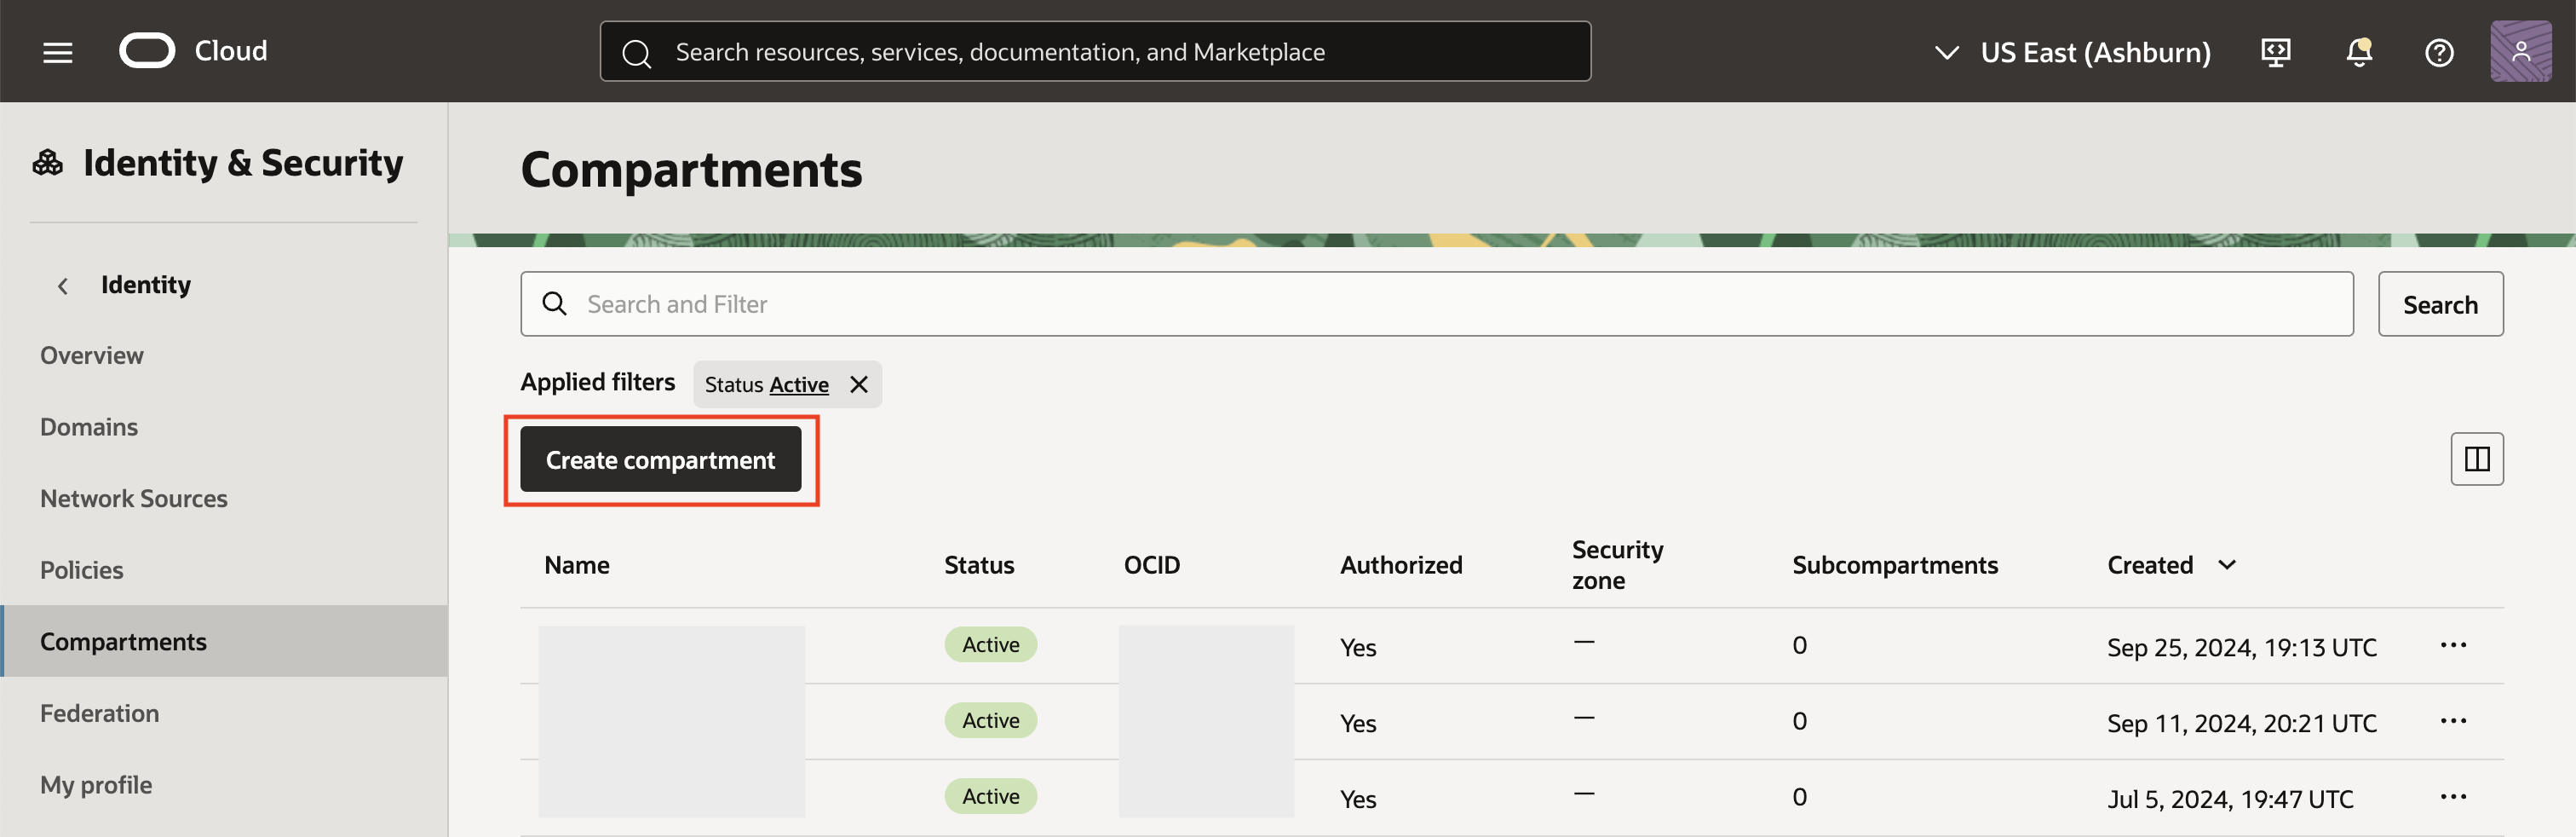 Cloud
Search resources, services, documentation, and Marketplace
US East (Ashburn)
Identity & Security
Identity
Overview
Domains
Network Sources
Policies
Compartments
Federation
My profile
Compartments
Search and Filter
Search
Applied filters
Status Active
Create compartment
Name Status OCID Authorized Security zone Subcompartments Created
Active Yes — 0 Sep 25, 2024, 19:13 UTC
Active Yes — 0 Sep 11, 2024, 20:21 UTC
Active Yes — 0 Jul 5, 2024, 19:47 UTC